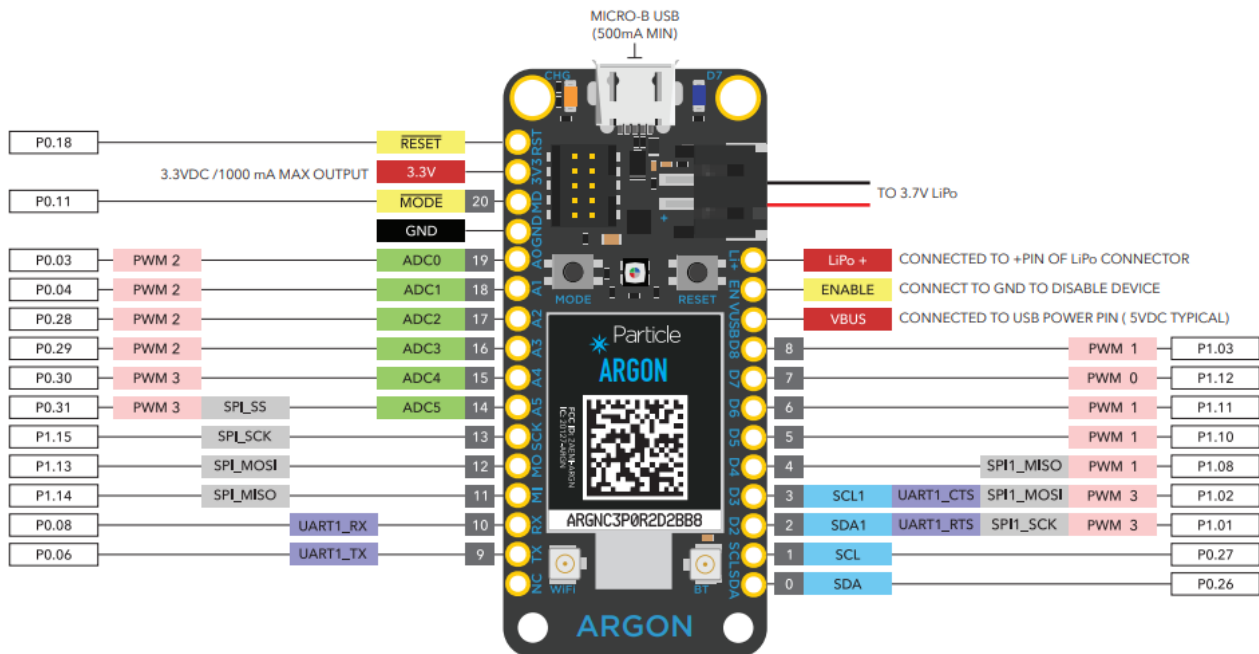 MICRO-B USB
(500mA MIN)
CHG
D7
P0.18 RESET RST
3.3VDC /1000 mA MAX OUTPUT 3.3V 3V3
P0.11 MODE 20 MD
GND GND
TO 3.7V LiPo
+
P0.03 PWM 2 ADC0 19 A0
P0.04 PWM 2 ADC1 18 A1
P0.28 PWM 2 ADC2 17 A2
P0.29 PWM 2 ADC3 16 A3
P0.30 PWM 3 ADC4 15 A4
P0.31 PWM 3 SPI_SS ADC5 14 A5
P1.15 SPI_SCK 13 SCK
P1.13 SPI_MOSI 12 MO
P1.14 SPI_MISO 11 MI
P0.08 UART1_RX 10 RX
P0.06 UART1_TX 9 TX
NC
MODE
RESET
Particle
ARGON
FCC ID: 2AEMI-ARGN
IC: 20127-ARGN
ARGNC3P0R2D2BB8
WiFi
BT
ARGON
Li+ LiPo + CONNECTED TO +PIN OF LiPo CONNECTOR
EN ENABLE CONNECT TO GND TO DISABLE DEVICE
VUSB VBUS CONNECTED TO USB POWER PIN ( 5VDC TYPICAL)
D8 8 PWM 1 P1.03
D7 7 PWM 0 P1.12
D6 6 PWM 1 P1.11
D5 5 PWM 1 P1.10
D4 4 SPI1_MISO PWM 1 P1.08
D3 3 SCL1 UART1_CTS SPI1_MOSI PWM 3 P1.02
D2 2 SDA1 UART1_RTS SPI1_SCK PWM 3 P1.01
SCL 1 SCL P0.27
SDA 0 SDA P0.26